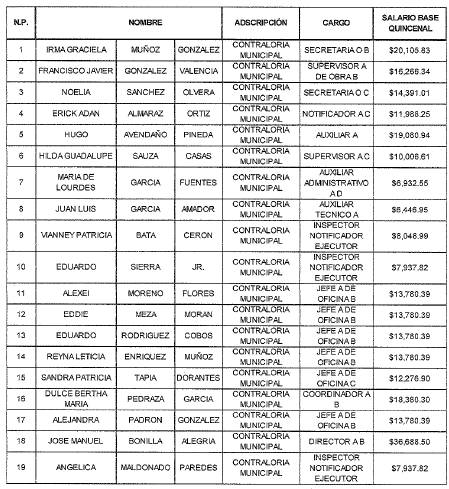 N.P. NOMBRE ADSCRIPCIÓN CARGO SALARIO BASE QUINCENAL
1 IRMA GRACIELA MUÑOZ GONZALEZ CONTRALORIA MUNICIPAL SECRETARIA O B $20,105.83
2 FRANCISCO JAVIER GONZALEZ VALENCIA CONTRALORIA MUNICIPAL SUPERVISOR A DE OBRA B $16,266.34
3 NOELIA SANCHEZ OLVERA CONTRALORIA MUNICIPAL SECRETARIA O C $14,391.01
4 ERICK ADAN ALMARAZ ORTIZ CONTRALORIA MUNICIPAL NOTIFICADOR A C $11,986.25
5 HUGO AVENDAÑO PINEDA CONTRALORIA MUNICIPAL AUXILIAR A $19,080.94
6 HILDA GUADALUPE SAUZA CASAS CONTRALORIA MUNICIPAL SUPERVISOR A C $10,006.61
7 MARIA DE LOURDES GARCIA FUENTES CONTRALORIA MUNICIPAL AUXILIAR ADMINISTRATIVO A D $6,932.55
8 JUAN LUIS GARCIA AMADOR CONTRALORIA MUNICIPAL AUXILIAR TECNICO A $6,446.95
9 VIANNEY PATRICIA BATA CERON CONTRALORIA MUNICIPAL INSPECTOR NOTIFICADOR EJECUTOR $8,048.99
10 EDUARDO SIERRA JR. CONTRALORIA MUNICIPAL INSPECTOR NOTIFICADOR EJECUTOR $7,937.82
11 ALEXEI MORENO FLORES CONTRALORIA MUNICIPAL JEFE A DE OFICINA B $13,780.39
12 EDDIE MEZA MORAN CONTRALORIA MUNICIPAL JEFE A DE OFICINA B $13,780.39
13 EDUARDO RODRIGUEZ COBOS CONTRALORIA MUNICIPAL JEFE A DE OFICINA B $13,780.39
14 REYNA LETICIA ENRIQUEZ MUÑOZ CONTRALORIA MUNICIPAL JEFE A DE OFICINA B $13,780.39
15 SANDRA PATRICIA TAPIA DORANTES CONTRALORIA MUNICIPAL JEFE A DE OFICINA C $12,276.90
16 DULCE BERTHA MARIA PEDRAZA GARCIA CONTRALORIA MUNICIPAL COORDINADOR A B $18,380.30
17 ALEJANDRA PADRON GONZALEZ CONTRALORIA MUNICIPAL JEFE A DE OFICINA B $13,780.39
18 JOSE MANUEL BONILLA ALEGRIA CONTRALORIA MUNICIPAL DIRECTOR A B $36,688.50
19 ANGELICA MALDONADO PAREDES CONTRALORIA MUNICIPAL INSPECTOR NOTIFICADOR EJECUTOR $7,937.82